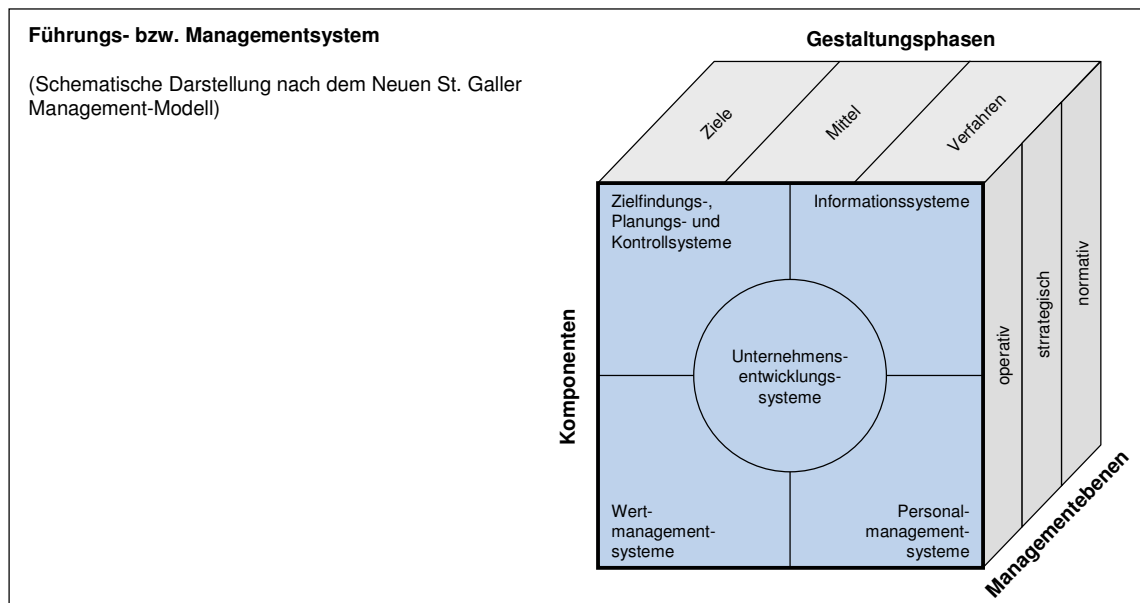 Führungs- bzw. Managementsystem
(Schematische Darstellung nach dem Neuen St. Galler
Management-Modell)
Gestaltungsphasen
Ziele
Mittel
Verfahren
Komponenten
Zielfindungs-,
Planungs- und
Kontrollsysteme
Informationssysteme
Unternehmens-
entwicklungs-
systeme
Wert-
management-
systeme
Personal-
management-
systeme
operativ
strrategisch
normativ
Managementebenen